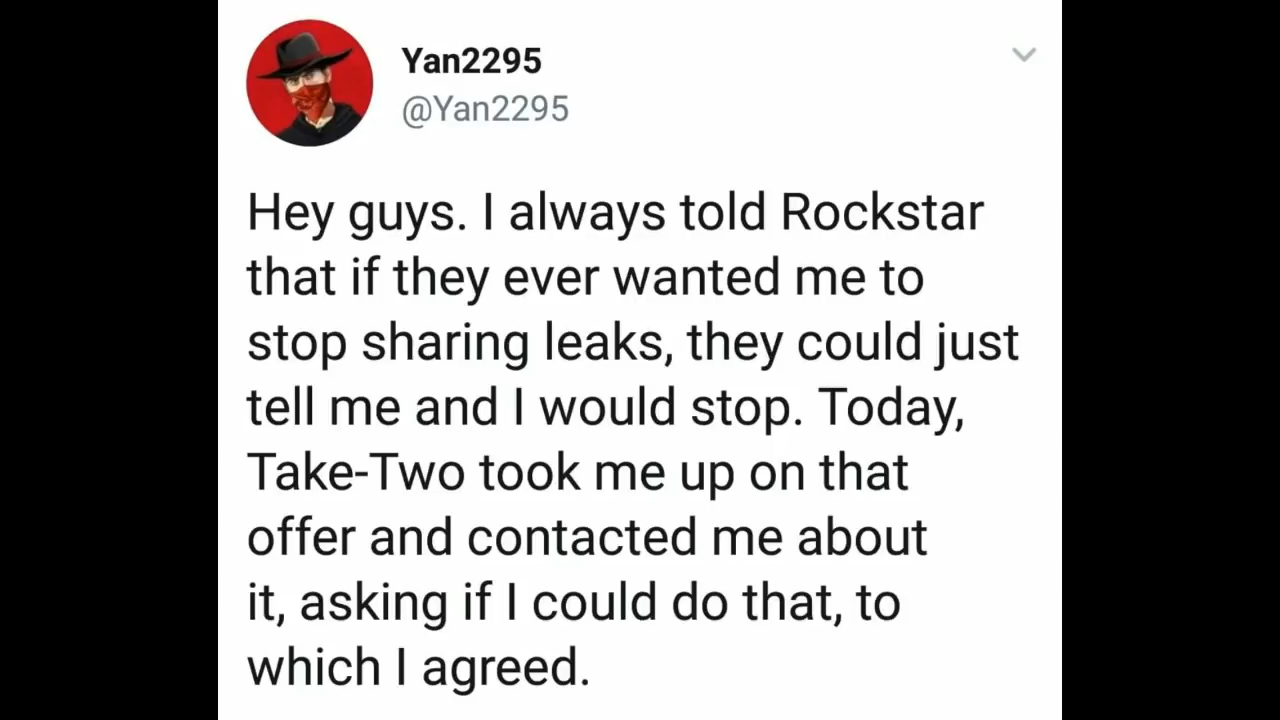 Yan2295
@Yan2295
Hey guys. I always told Rockstar
that if they ever wanted me to
stop sharing leaks, they could just
tell me and I would stop. Today,
Take-Two took me up on that
offer and contacted me about
it, asking if I could do that, to
which I agreed.